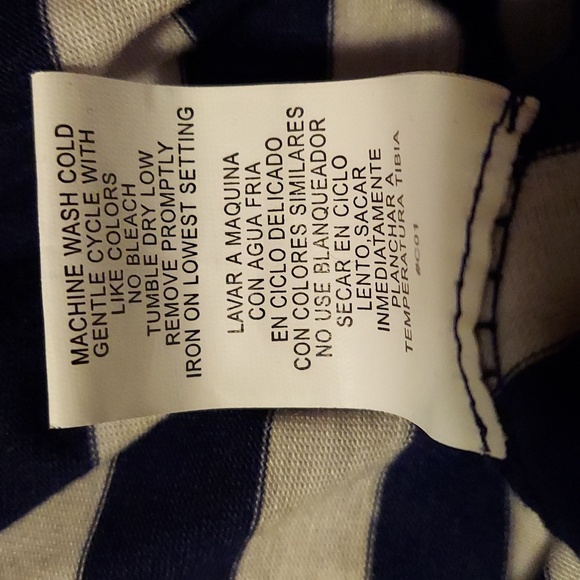 MACHINE WASH COLD
GENTLE CYCLE WITH
LIKE COLORS
NO BLEACH
TUMBLE DRY LOW
REMOVE PROMPTLY
IRON ON LOWEST SETTING
LAVAR A MAQUINA
CON AGUA FRIA
EN CICLO DELICADO
CON COLORES SIMILARES
NO USE BLANQUEADOR
SECAR EN CICLO
LENTO,SACAR
INMEDIATAMENTE
PLANCHAR A
TEMPERATURA TIBIA
#C01